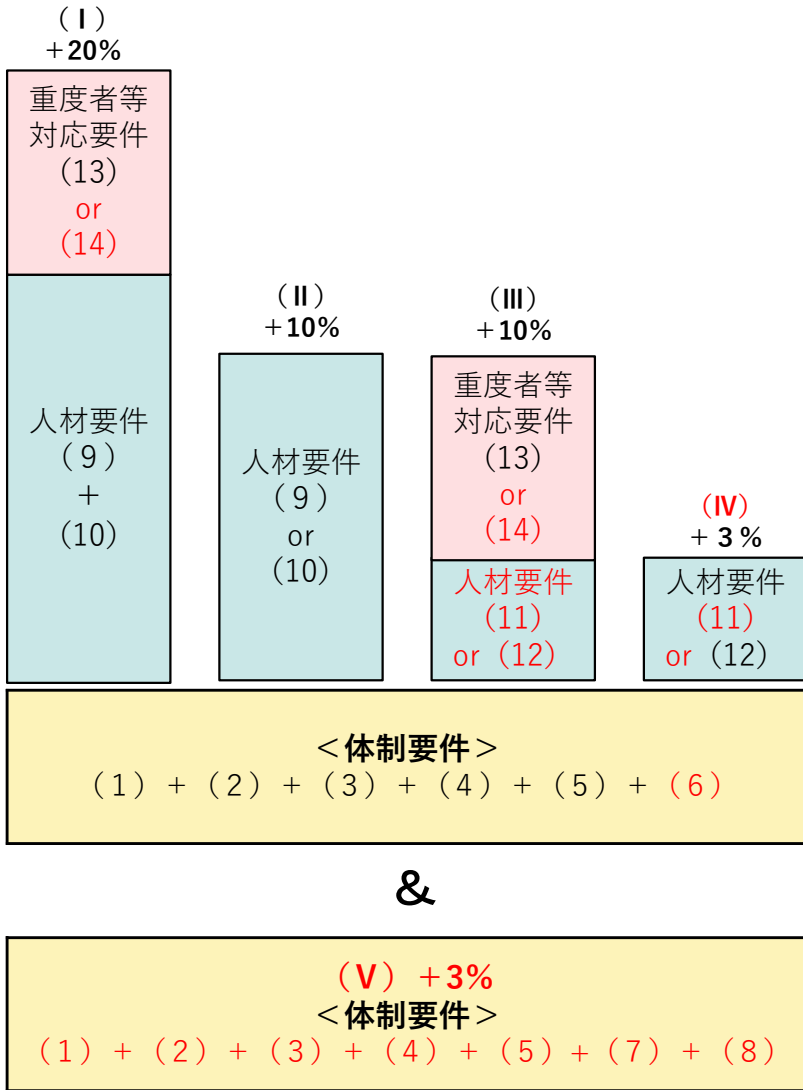 （Ⅰ）
＋20%
重度者等
対応要件
(13)
or
(14)
人材要件
（９）
＋
(10)
（Ⅱ）
＋10%
人材要件
（９）
or
(10)
（Ⅲ）
＋10%
重度者等
対応要件
(13)
or
(14)
人材要件
(11)
or (12)
（Ⅳ）
＋３%
人材要件
(11)
or (12)
＜体制要件＞
（1）＋（2）＋（3）＋（4）＋（5）＋（6）
＆
（Ⅴ）＋3%
＜体制要件＞
（1）＋（2）＋（3）＋（4）＋（5）＋（7）＋（8）